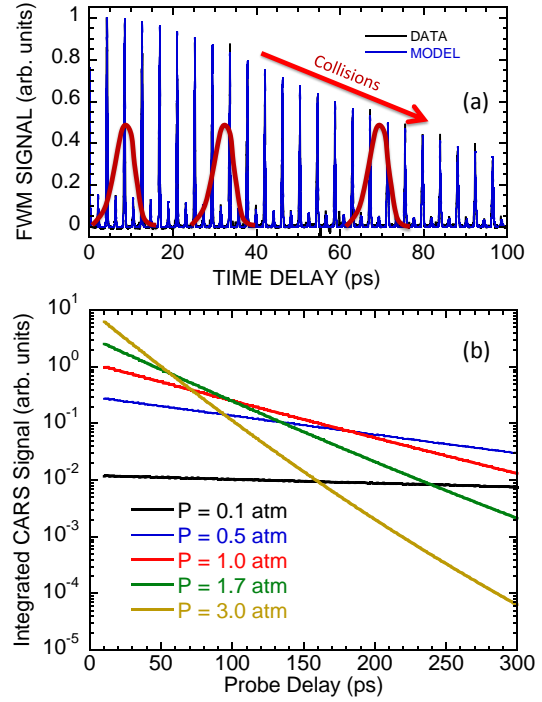 FWM SIGNAL (arb. units)
1
0.8
0.6
0.4
0.2
0
DATA
MODEL
Collisions
(a)
0 20 40 60 80 100
TIME DELAY (ps)
Integrated CARS Signal (arb. units)
10^1
10^0
10^-1
10^-2
10^-3
10^-4
10^-5
(b)
P = 0.1 atm
P = 0.5 atm
P = 1.0 atm
P = 1.7 atm
P = 3.0 atm
0 50 100 150 200 250 300
Probe Delay (ps)